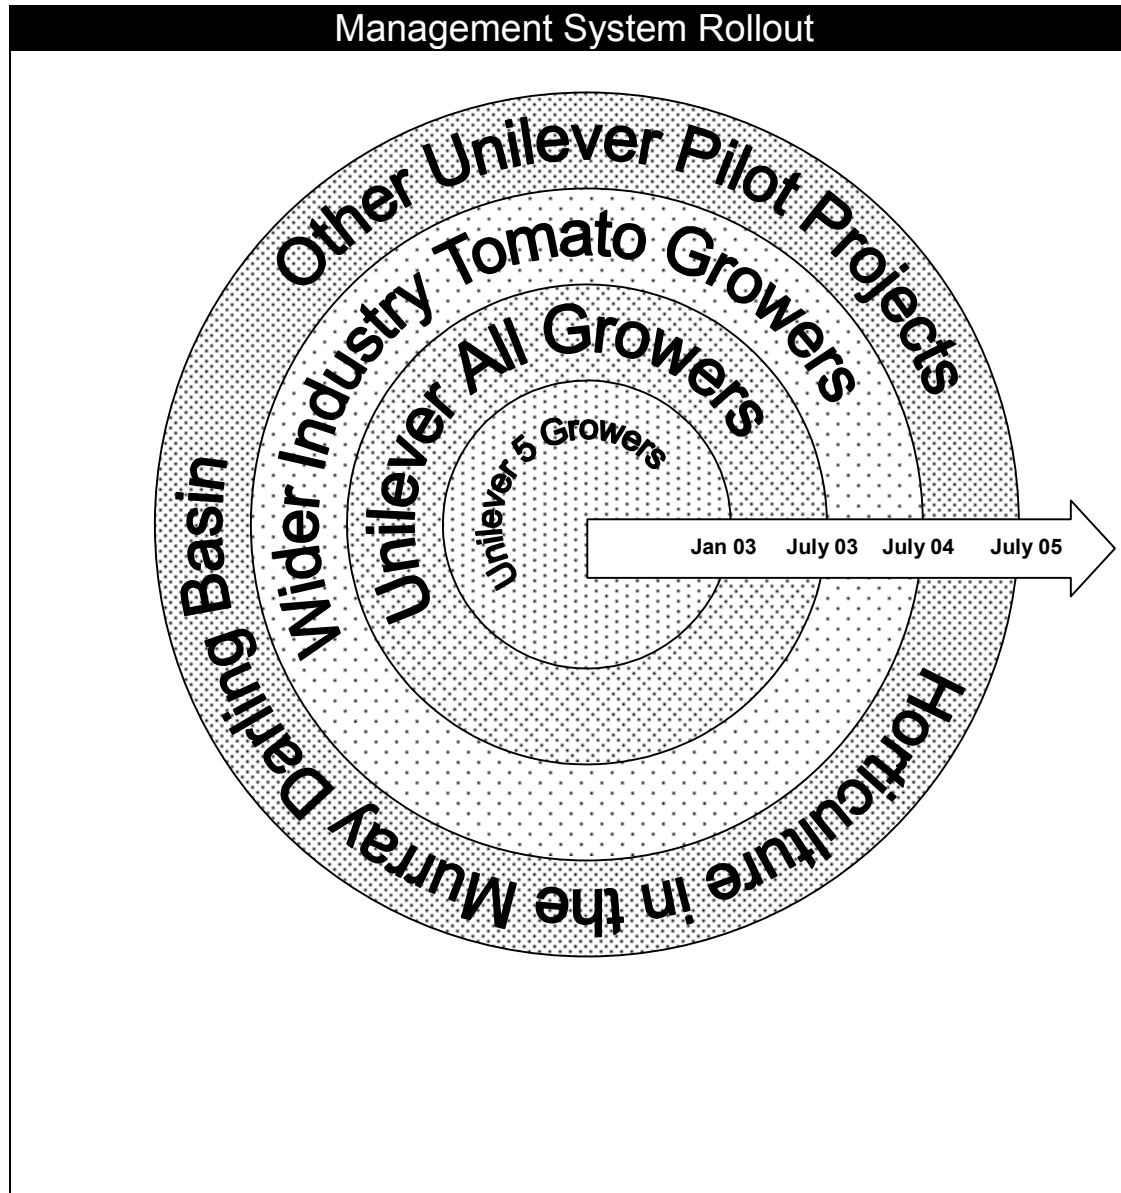 Management System Rollout
Other Unilever Pilot Projects
Wider Industry Tomato Growers
Unilever All Growers
Unilever 5 Growers
Jan 03 July 03 July 04 July 05
Horticulture in the Murray Darling Basin